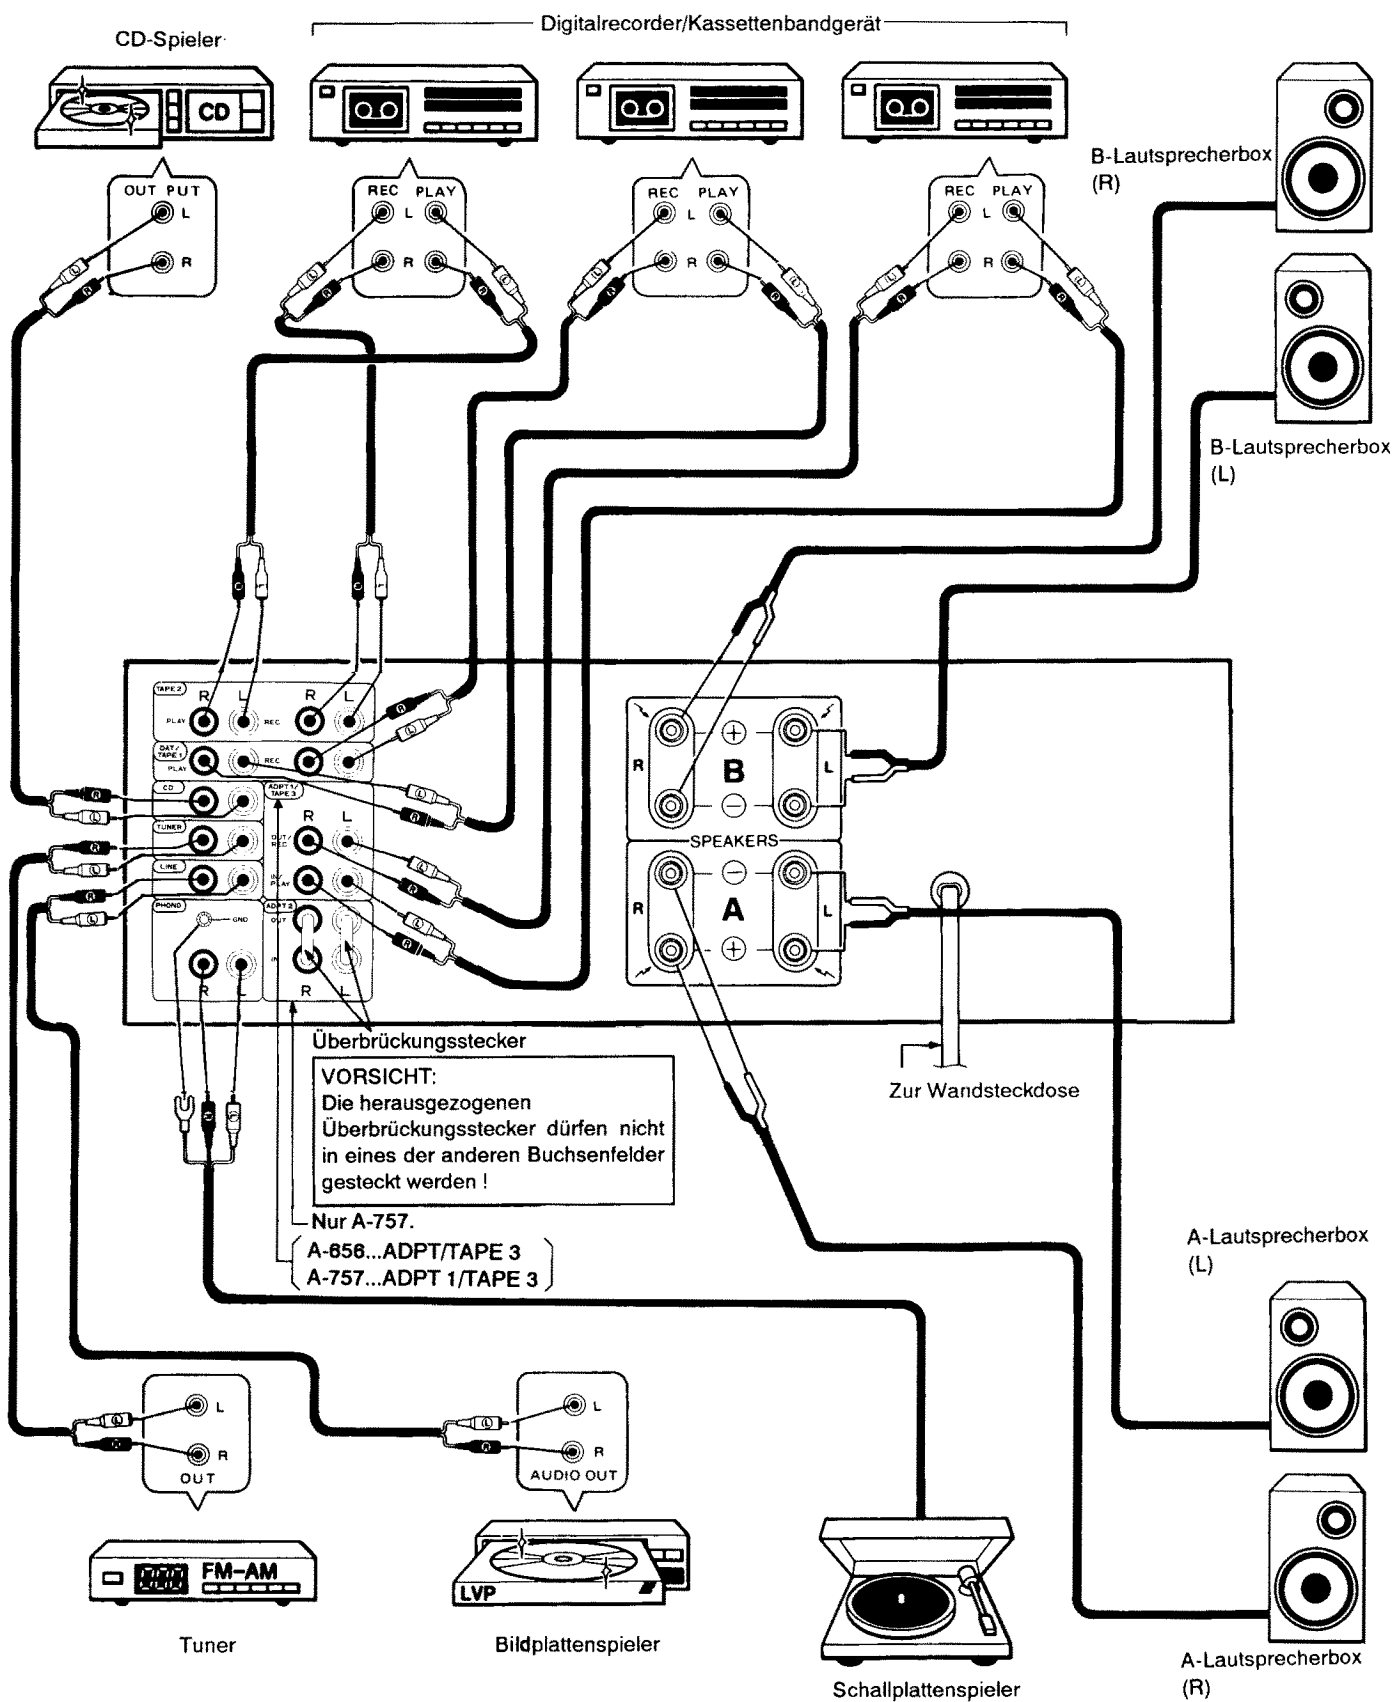 Digitalrecorder/Kassettenbandgerät
CD-Spieler
CD
B-Lautsprecherbox
(R)
OUT PUT
L
R
REC PLAY
L
R
REC PLAY
L
R
REC PLAY
L
R
B-Lautsprecherbox
(L)
TAPE 2
R L R L
PLAY REC
DAT/
TAPE 1
PLAY REC
CD
ADPT 1/
TAPE 3
R L
TUNER
OUT/
REC
LINE
IN/
PLAY
PHONO
GND
ADPT 2
OUT
IN
R L R L
R B L
+
−
SPEAKERS
−
R A L
+
Überbrückungsstecker
VORSICHT:
Die herausgezogenen
Überbrückungsstecker dürfen nicht
in eines der anderen Buchsenfelder
gesteckt werden !
Zur Wandsteckdose
Nur A-757.
A-656...ADPT/TAPE 3
A-757...ADPT 1/TAPE 3
A-Lautsprecherbox
(L)
L
R
OUT
L
R
AUDIO OUT
FM-AM
LVP
Tuner
Bildplattenspieler
Schallplattenspieler
A-Lautsprecherbox
(R)